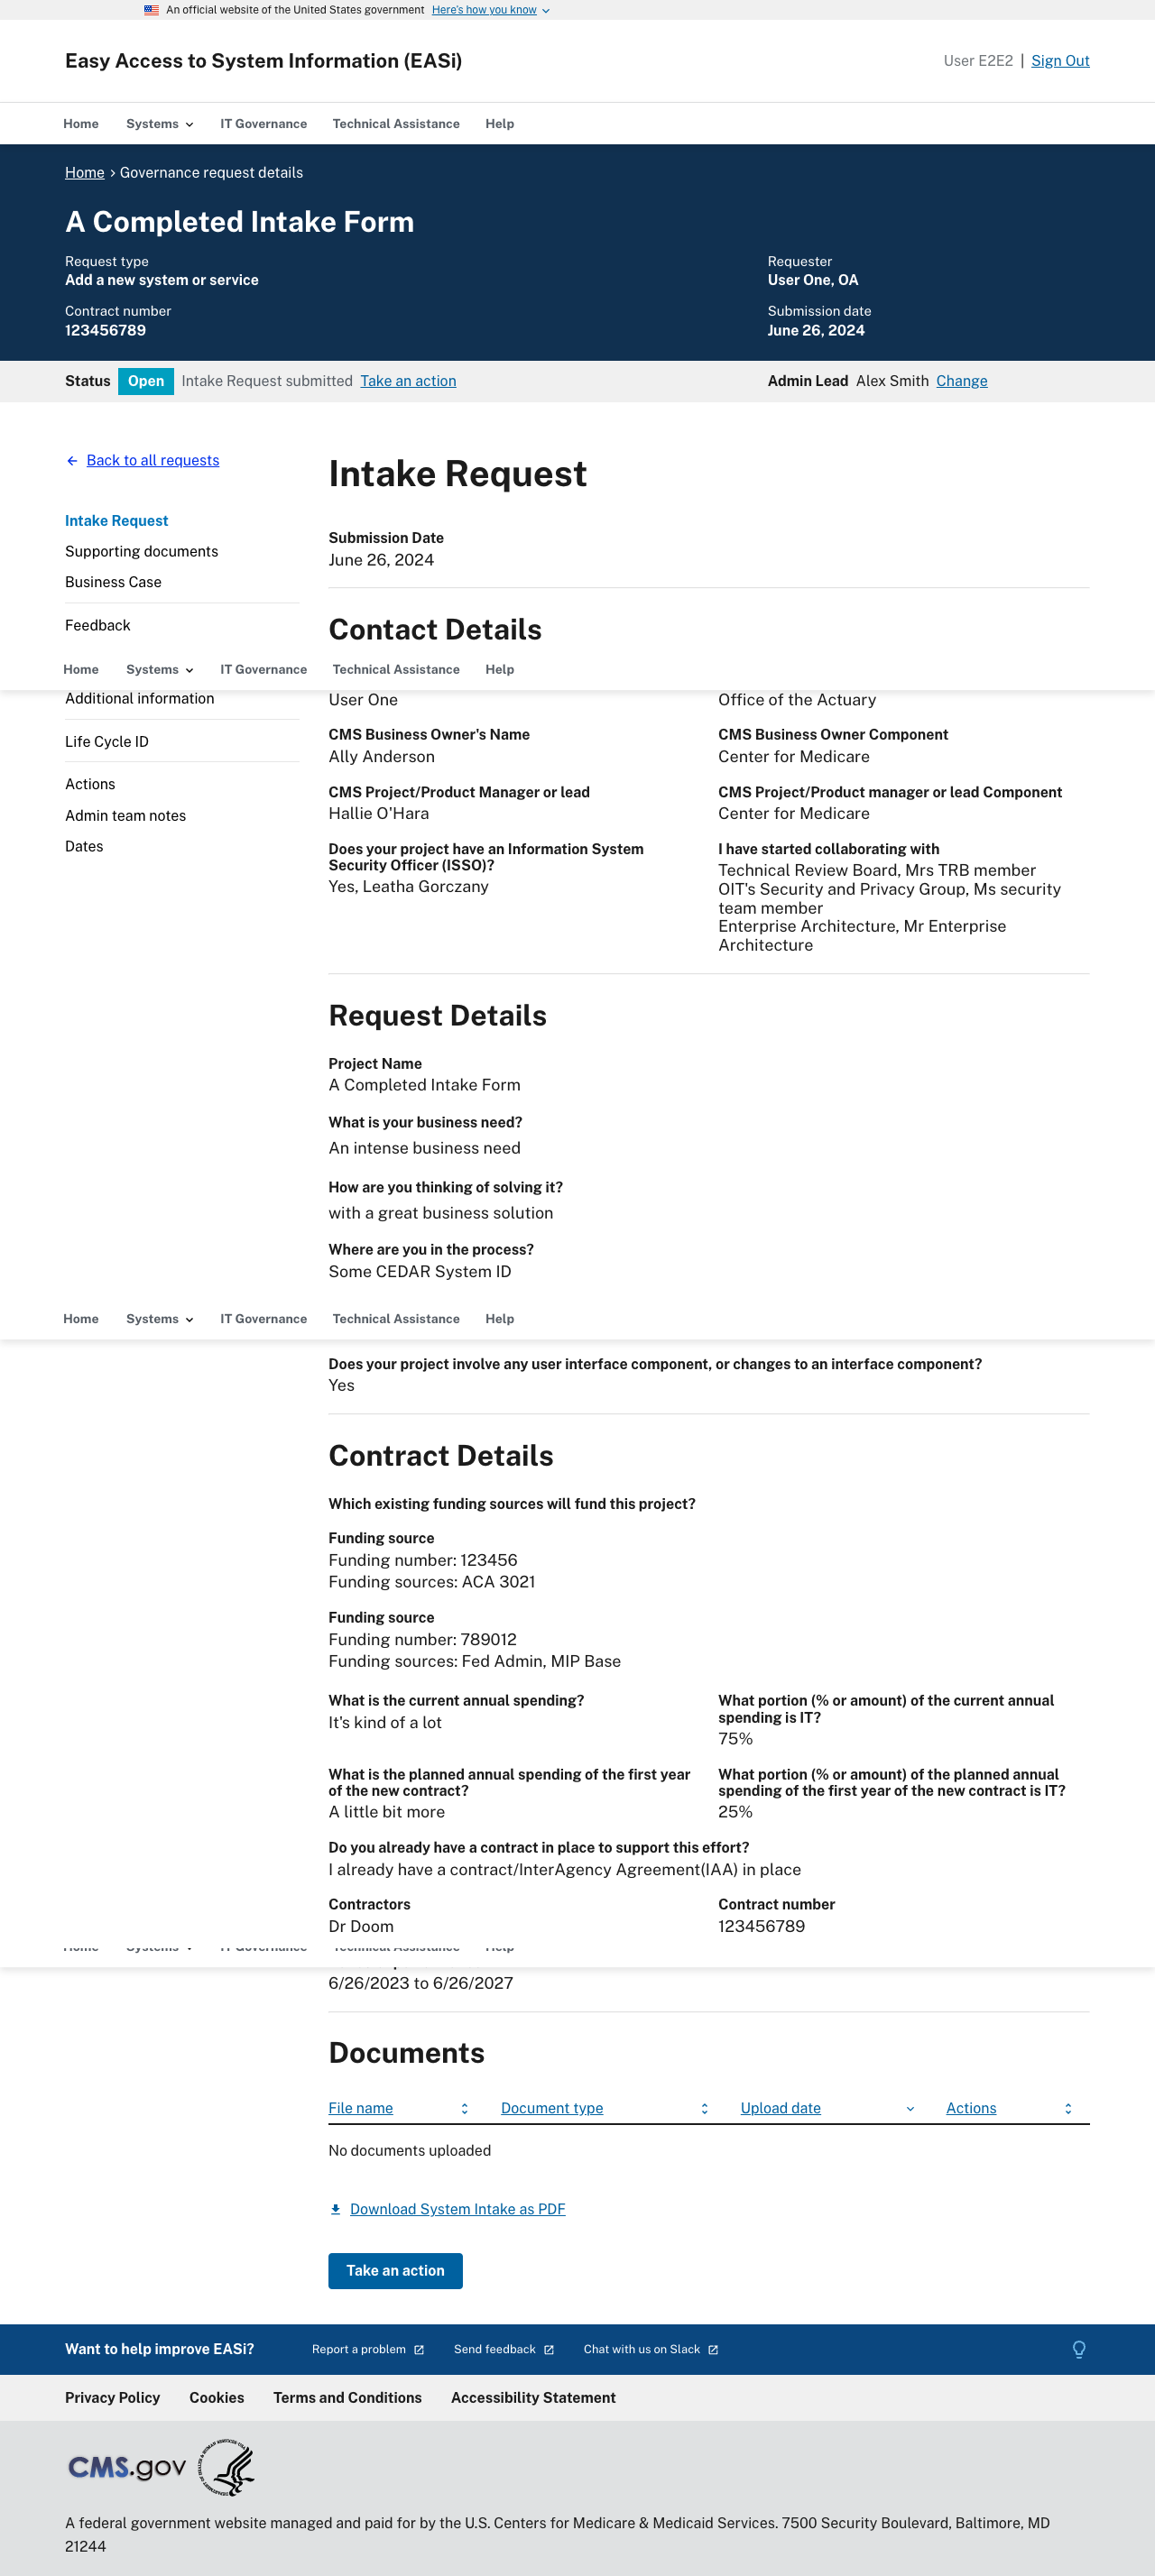 An official website of the United States government Here's how you know
Easy Access to System Information (EASi)
User E2E2 | Sign Out
Home Systems IT Governance Technical Assistance Help
Home > Governance request details
A Completed Intake Form
Request type
Add a new system or service
Requester
User One, OA
Contract number
123456789
Submission date
June 26, 2024
Status Open Intake Request submitted Take an action
Admin Lead Alex Smith Change
Back to all requests
Intake Request
Supporting documents
Business Case
Feedback
Intake Request
Submission Date
June 26, 2024
Contact Details
Home Systems IT Governance Technical Assistance Help
Additional information
Life Cycle ID
Actions
Admin team notes
Dates
User One
Office of the Actuary
CMS Business Owner's Name
Ally Anderson
CMS Business Owner Component
Center for Medicare
CMS Project/Product Manager or lead
Hallie O'Hara
CMS Project/Product manager or lead Component
Center for Medicare
Does your project have an Information System
Security Officer (ISSO)?
Yes, Leatha Gorczany
I have started collaborating with
Technical Review Board, Mrs TRB member
OIT's Security and Privacy Group, Ms security
team member
Enterprise Architecture, Mr Enterprise
Architecture
Request Details
Project Name
A Completed Intake Form
What is your business need?
An intense business need
How are you thinking of solving it?
with a great business solution
Where are you in the process?
Some CEDAR System ID
Home Systems IT Governance Technical Assistance Help
Does your project involve any user interface component, or changes to an interface component?
Yes
Contract Details
Which existing funding sources will fund this project?
Funding source
Funding number: 123456
Funding sources: ACA 3021
Funding source
Funding number: 789012
Funding sources: Fed Admin, MIP Base
What is the current annual spending?
It's kind of a lot
What portion (% or amount) of the current annual
spending is IT?
75%
What is the planned annual spending of the first year
of the new contract?
A little bit more
What portion (% or amount) of the planned annual
spending of the first year of the new contract is IT?
25%
Do you already have a contract in place to support this effort?
I already have a contract/InterAgency Agreement(IAA) in place
Contractors
Dr Doom
Contract number
123456789
Home Systems IT Governance Technical Assistance Help
6/26/2023 to 6/26/2027
Documents
File name Document type Upload date Actions
No documents uploaded
Download System Intake as PDF
Take an action
Want to help improve EASi? Report a problem Send feedback Chat with us on Slack
Privacy Policy Cookies Terms and Conditions Accessibility Statement
CMS.gov
A federal government website managed and paid for by the U.S. Centers for Medicare & Medicaid Services. 7500 Security Boulevard, Baltimore, MD
21244